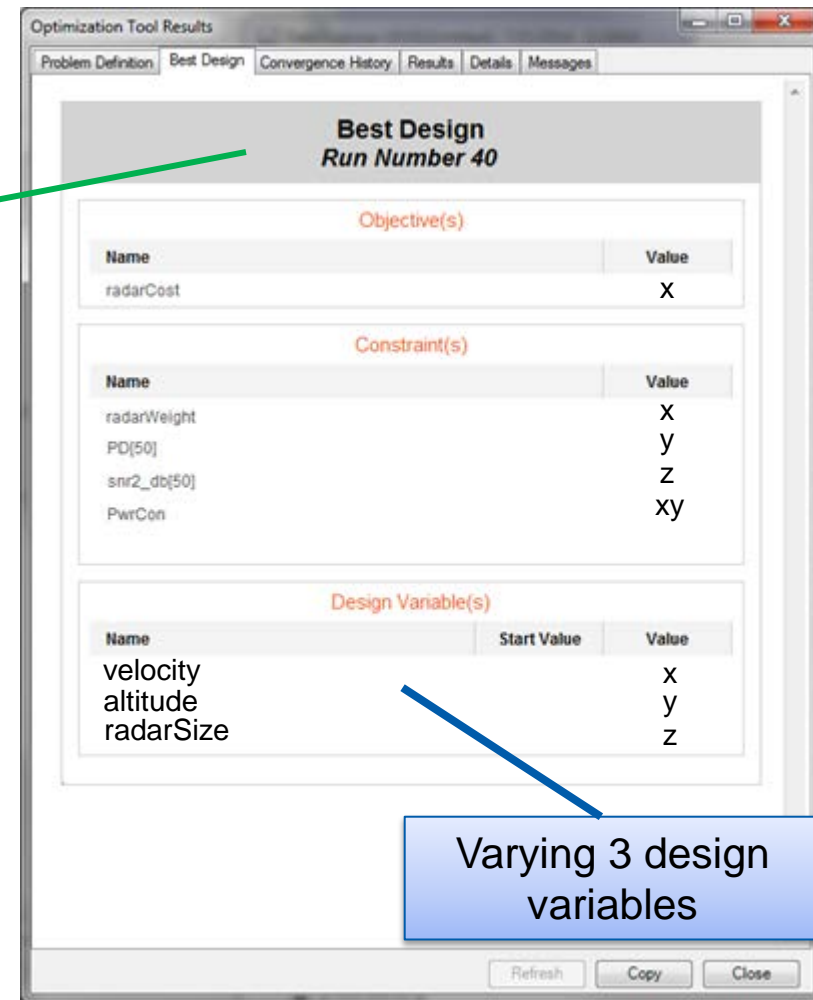 Optimization Tool Results
Problem Definition Best Design Convergence History Results Details Messages
Best Design
Run Number 40
Objective(s)
Name Value
radarCost x
Constraint(s)
Name Value
radarWeight x
PD[50] y
snr2_db[50] z
PwrCon xy
Design Variable(s)
Name Start Value Value
velocity x
altitude y
radarSize z
Varying 3 design
variables
Refresh Copy Close